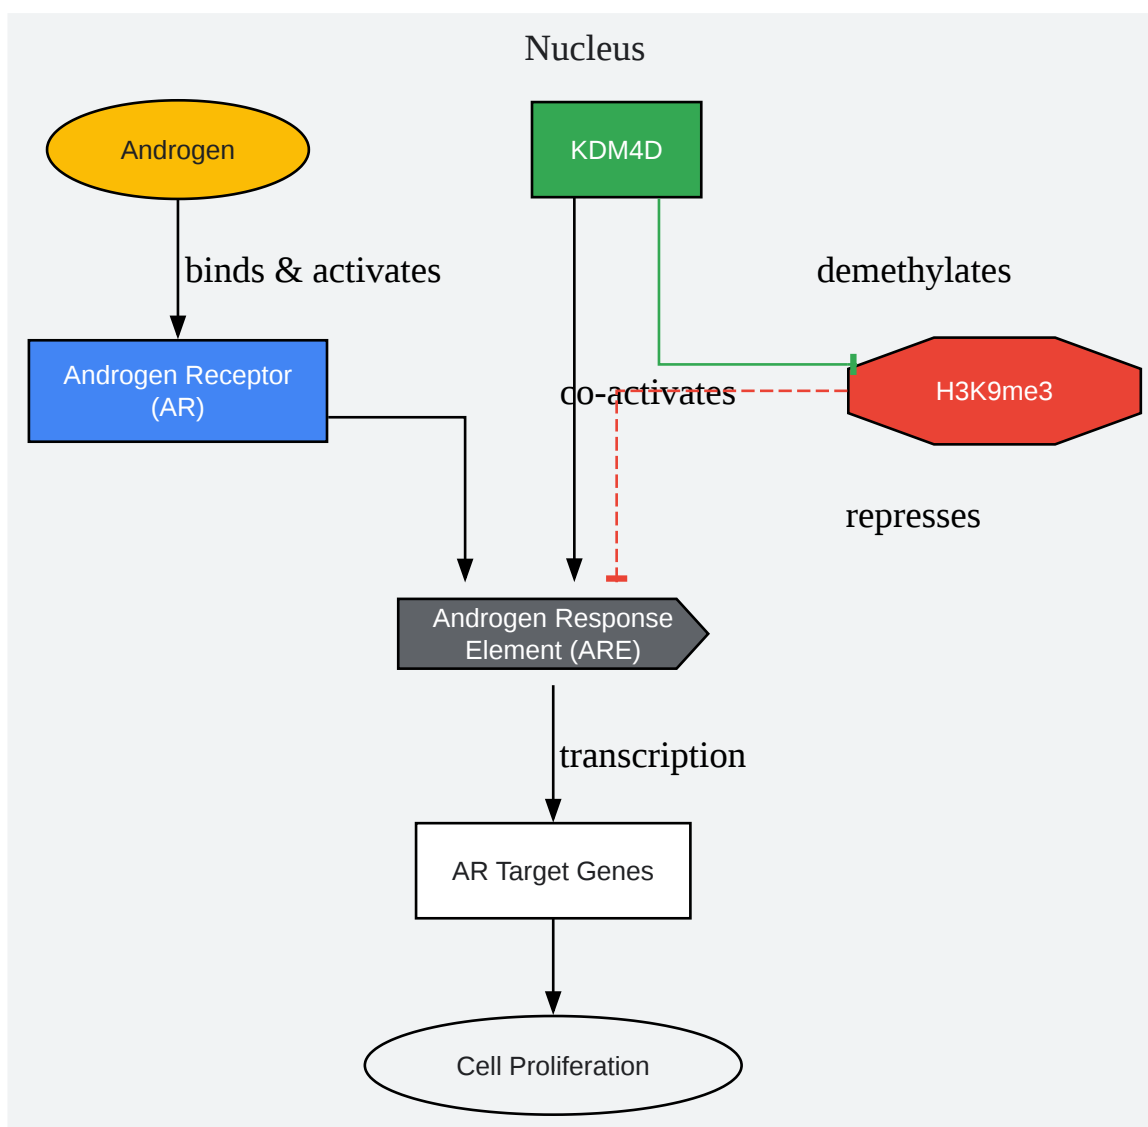 Nucleus
Androgen
KDM4D
binds & activates
demethylates
Androgen Receptor
(AR)
co-activates
H3K9me3
represses
Androgen Response
Element (ARE)
transcription
AR Target Genes
Cell Proliferation